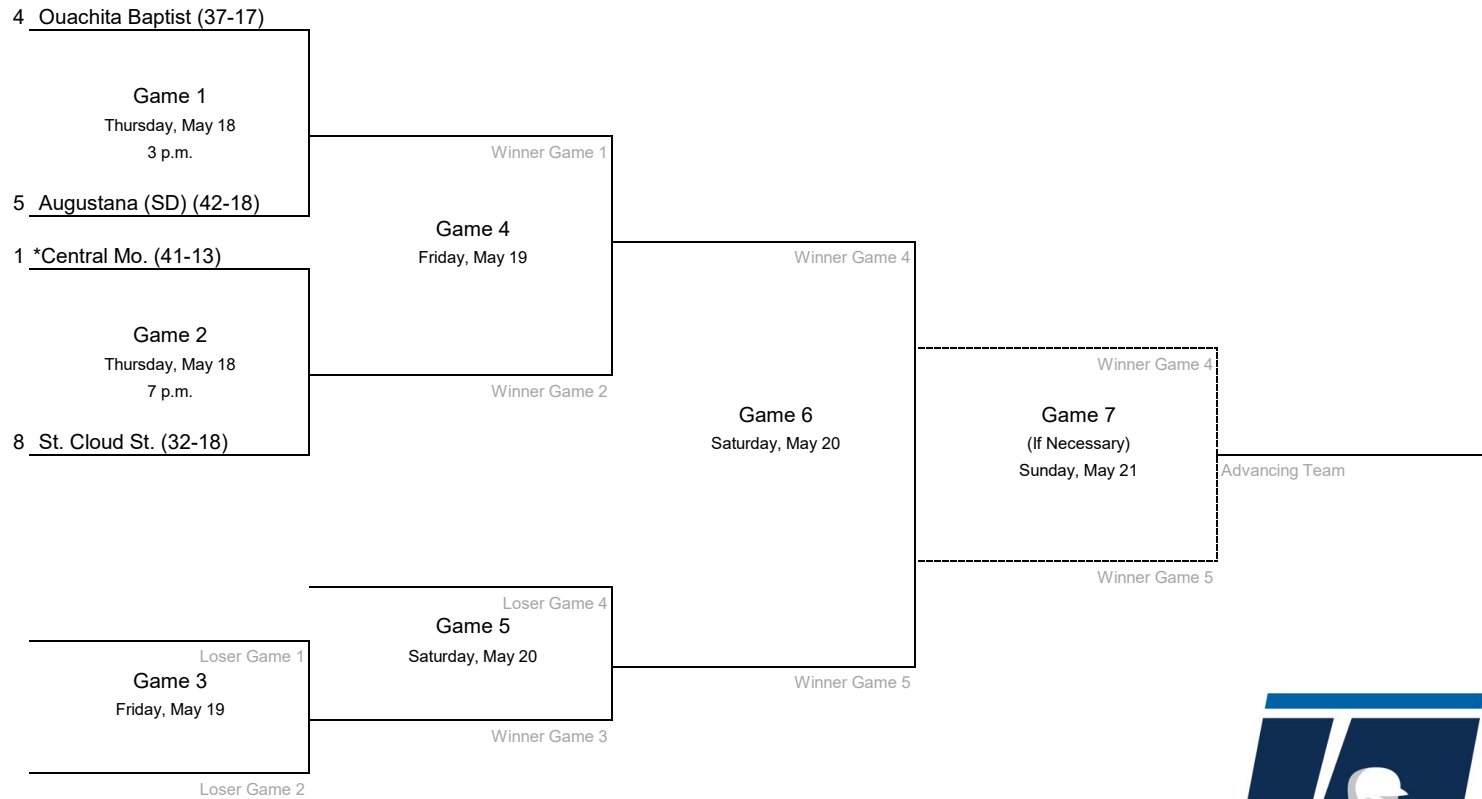 4 Ouachita Baptist (37-17)
Game 1
Thursday, May 18
3 p.m.
Winner Game 1
5 Augustana (SD) (42-18)
Game 4
Friday, May 19
1 *Central Mo. (41-13)
Winner Game 4
Game 2
Thursday, May 18
7 p.m.
Winner Game 2
8 St. Cloud St. (32-18)
Game 6
Saturday, May 20
Winner Game 4
Game 7
(If Necessary)
Sunday, May 21
Advancing Team
Winner Game 5
Loser Game 4
Game 5
Saturday, May 20
Winner Game 5
Loser Game 1
Game 3
Friday, May 19
Winner Game 3
Loser Game 2